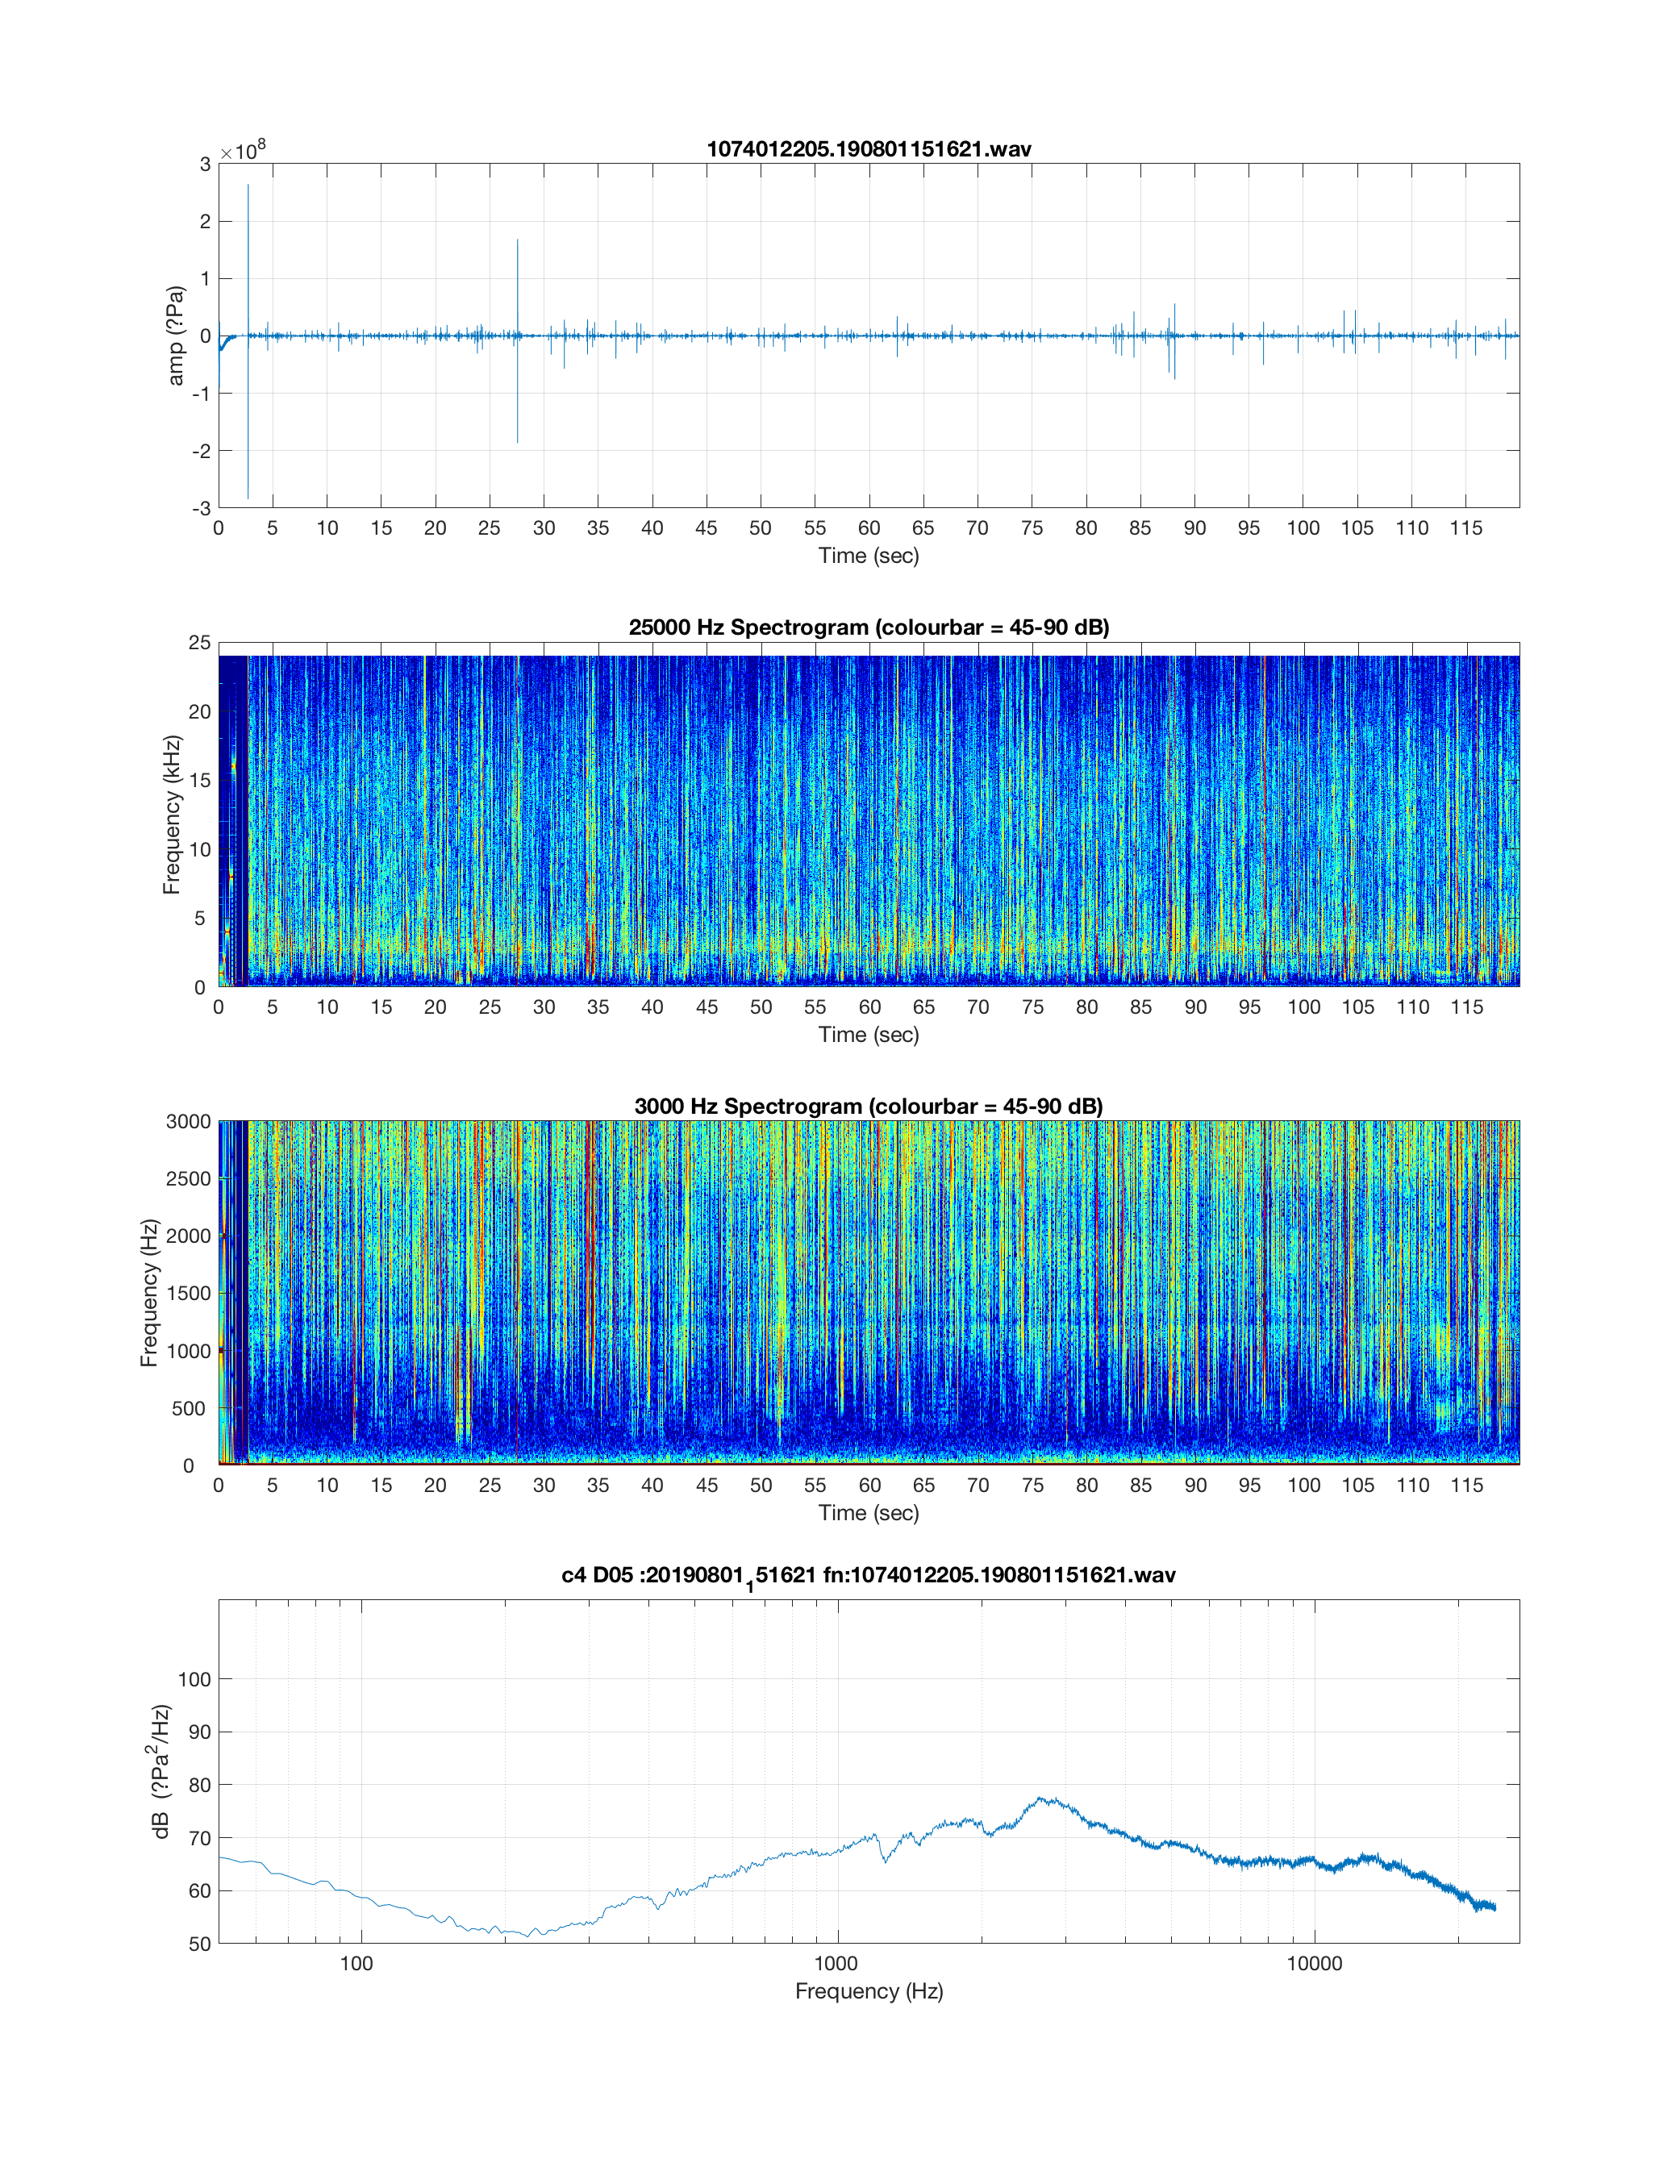 1074012205.190801151621.wav
×10^8
3
2
1
0
-1
-2
-3
amp (?Pa)
0 5 10 15 20 25 30 35 40 45 50 55 60 65 70 75 80 85 90 95 100 105 110 115
Time (sec)
25000 Hz Spectrogram (colourbar = 45-90 dB)
25
20
15
10
5
0
Frequency (kHz)
0 5 10 15 20 25 30 35 40 45 50 55 60 65 70 75 80 85 90 95 100 105 110 115
Time (sec)
3000 Hz Spectrogram (colourbar = 45-90 dB)
3000
2500
2000
1500
1000
500
0
Frequency (Hz)
0 5 10 15 20 25 30 35 40 45 50 55 60 65 70 75 80 85 90 95 100 105 110 115
Time (sec)
c4 D05 :20190801_151621 fn:1074012205.190801151621.wav
100
90
80
70
60
50
dB (?Pa^2/Hz)
100 1000 10000
Frequency (Hz)